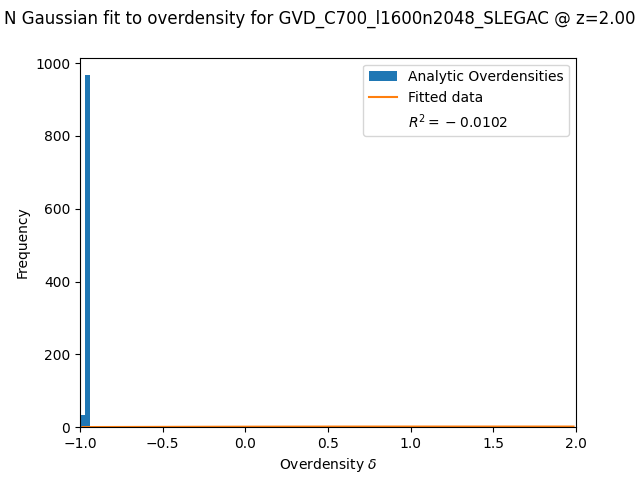 N Gaussian fit to overdensity for GVD_C700_l1600n2048_SLEGAC @ z=2.00
Analytic Overdensities
Fitted data
R² = − 0.0102
Frequency
1000
800
600
400
200
0
−1.0 −0.5 0.0 0.5 1.0 1.5 2.0
Overdensity δ